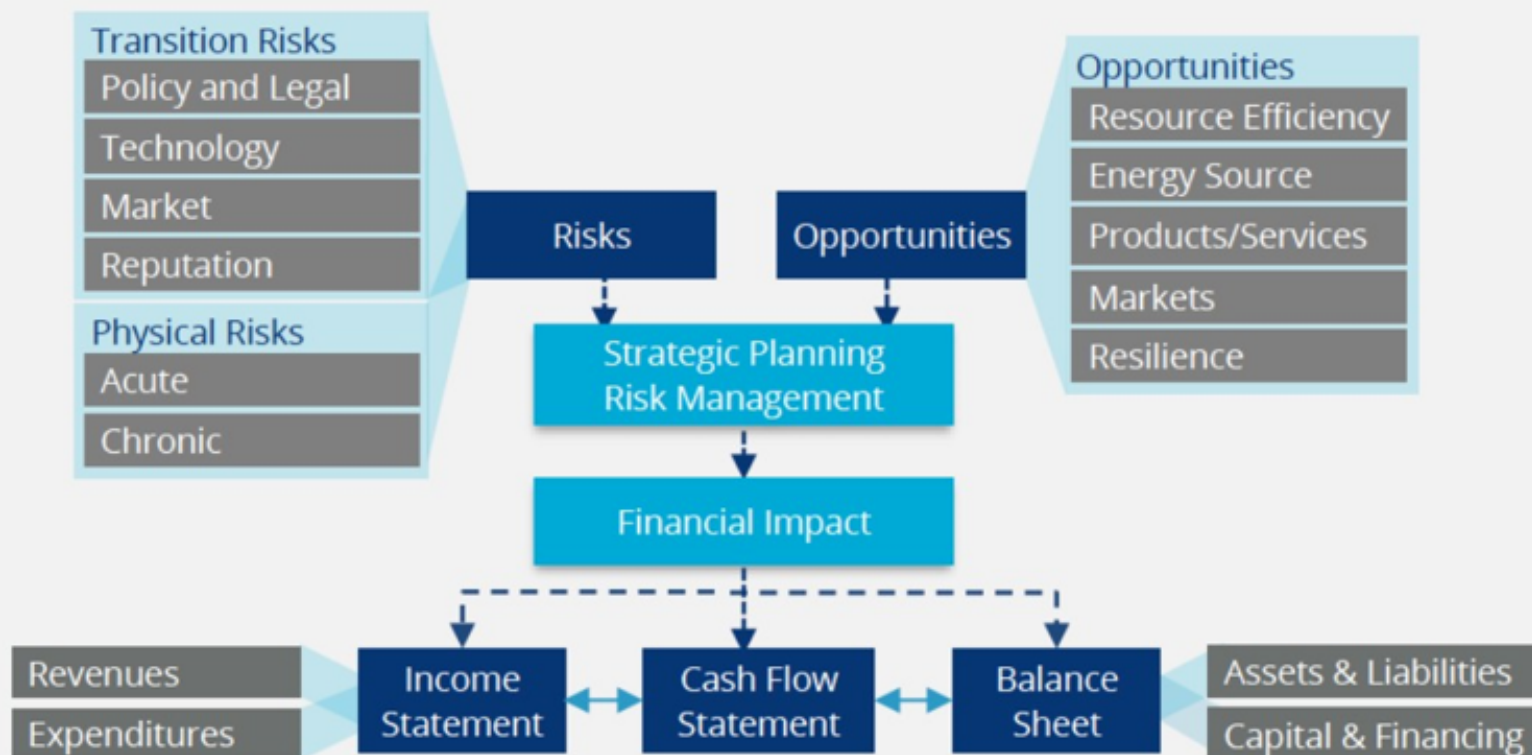 Transition Risks
Policy and Legal
Technology
Market
Reputation
Physical Risks
Acute
Chronic
Risks
Opportunities
Opportunities
Resource Efficiency
Energy Source
Products/Services
Markets
Resilience
Strategic Planning
Risk Management
Financial Impact
Revenues
Expenditures
Income
Statement
Cash Flow
Statement
Balance
Sheet
Assets & Liabilities
Capital & Financing